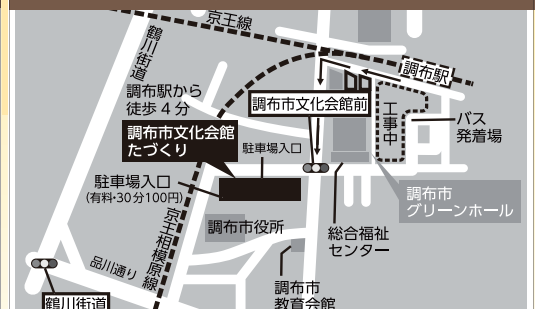 京王線
鶴川街道
調布駅
調布駅から
徒歩4分
調布市文化会館前
工事中
バス
発着場
調布市文化会館
たづくり
駐車場入口
駐車場入口
(有料・30分100円)
調布市
グリーンホール
京王相模原線
調布市役所
総合福祉
センター
品川通り
調布市
教育会館
鶴川街道